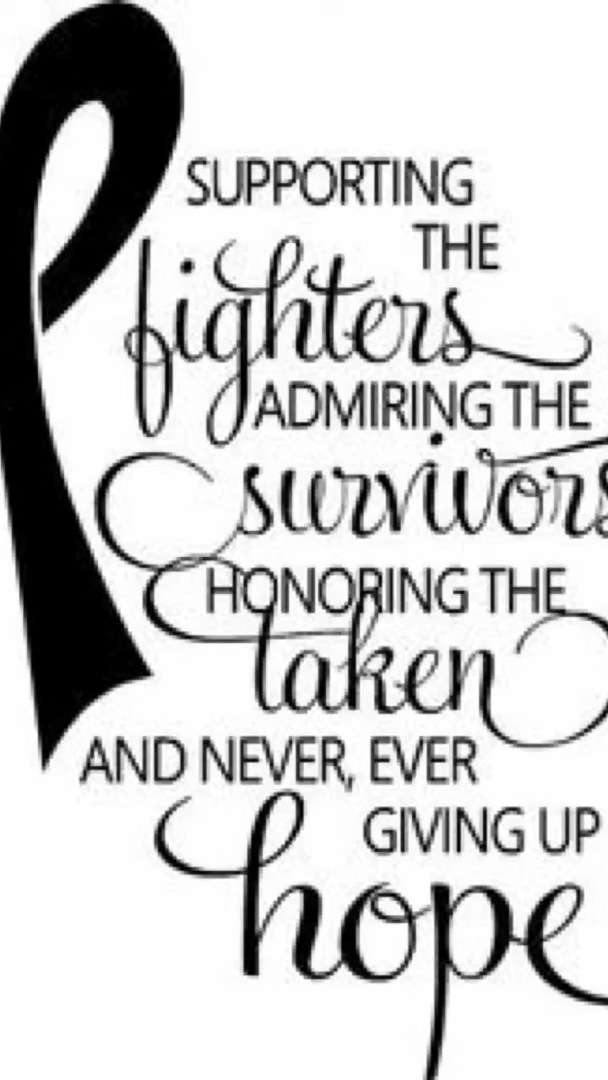 SUPPORTING
THE
fighters
ADMIRING THE
survivors
HONORING THE
taken
AND NEVER, EVER
GIVING UP
hope